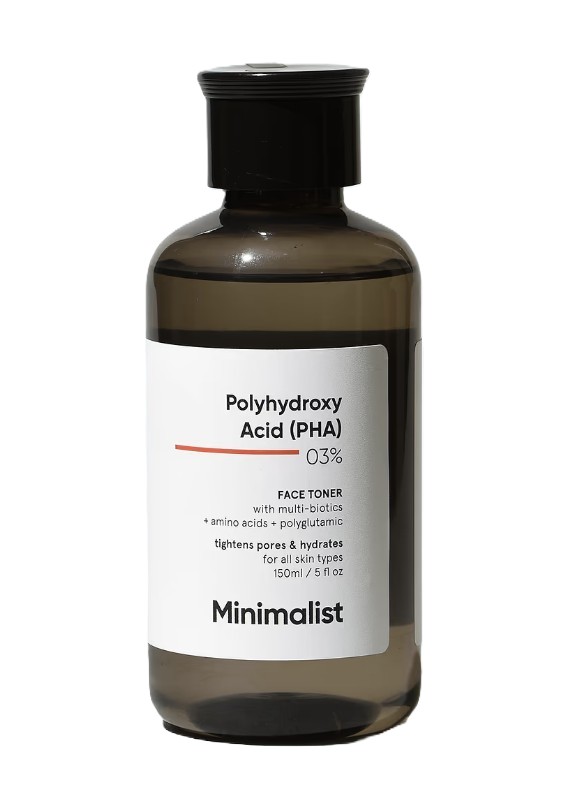 Polyhydroxy
Acid (PHA)
03%
FACE TONER
with multi-biotics
+ amino acids + polyglutamic
tightens pores & hydrates
for all skin types
150ml / 5 fl oz
Minimalist